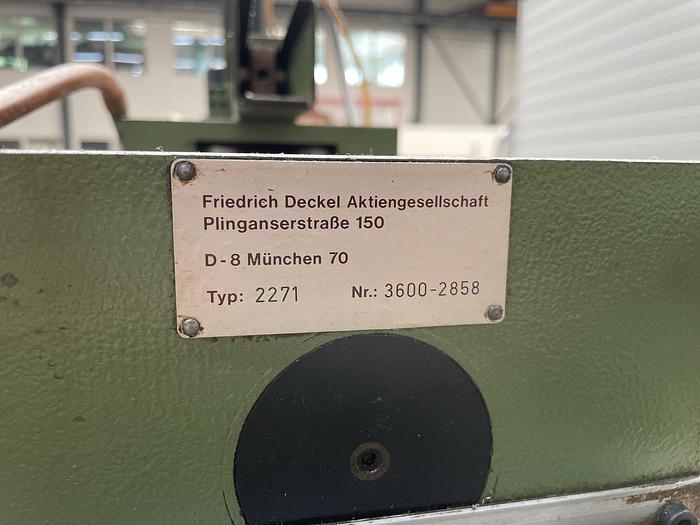 Friedrich Deckel Aktiengesellschaft
Plinganserstraße 150
D-8 München 70
Typ: 2271 Nr.: 3600-2858